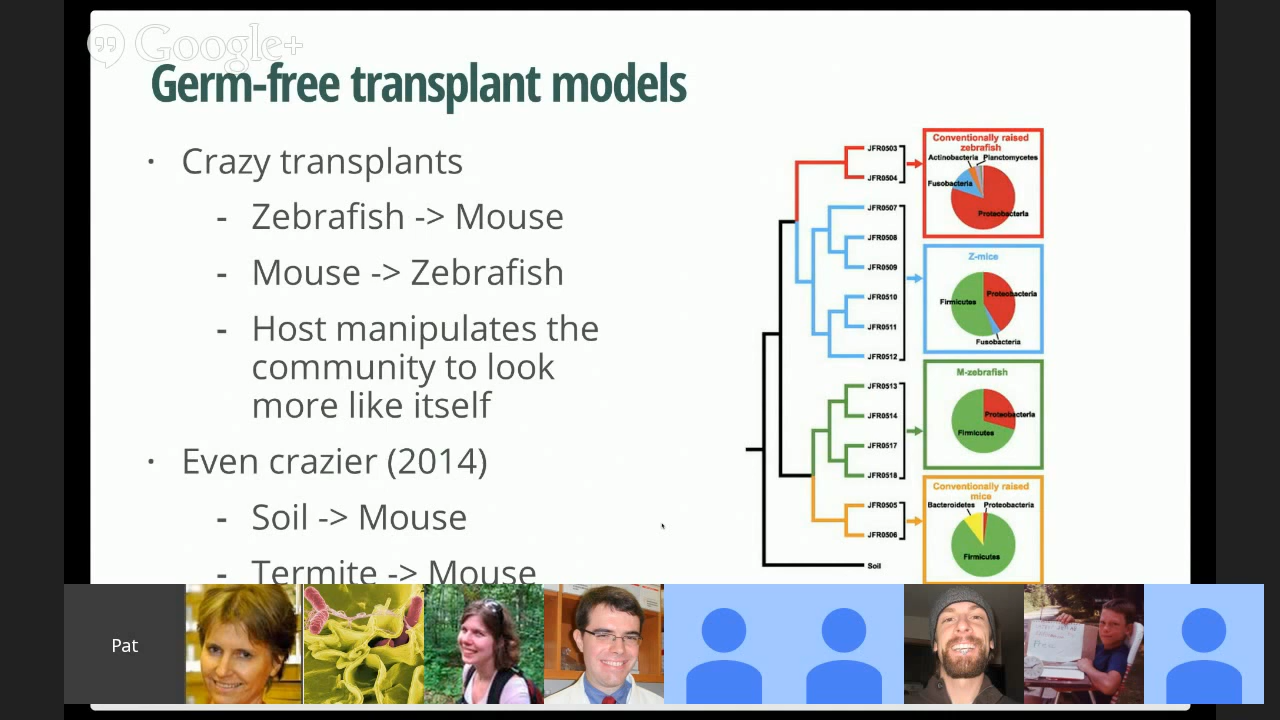 Google+
Germ-free transplant models
· Crazy transplants
- Zebrafish -> Mouse
- Mouse -> Zebrafish
- Host manipulates the
community to look
more like itself
· Even crazier (2014)
- Soil -> Mouse
- Termite -> Mouse
JFR0503
JFR0504
JFR0507
JFR0508
JFR0509
JFR0510
JFR0511
JFR0512
JFR0513
JFR0514
JFR0517
JFR0518
JFR0505
JFR0506
Soil
Conventionally raised
zebrafish
Actinobacteria Planctomycetes
Fusobacteria
Proteobacteria
Z-mice
Proteobacteria
Firmicutes
Fusobacteria
M-zebrafish
Proteobacteria
Firmicutes
Conventionally raised
mice
Bacteroidetes Proteobacteria
Firmicutes
Pat